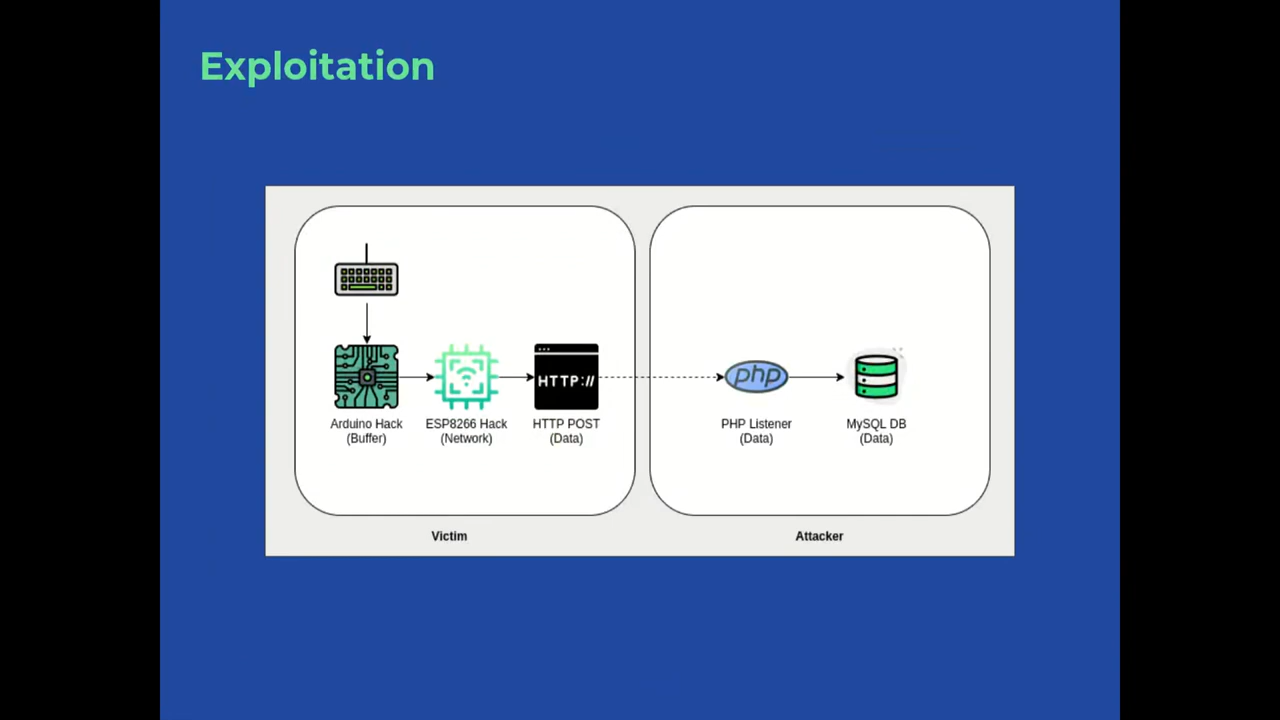 Exploitation
HTTP://
php
Arduino Hack
(Buffer)
ESP8266 Hack
(Network)
HTTP POST
(Data)
PHP Listener
(Data)
MySQL DB
(Data)
Victim
Attacker